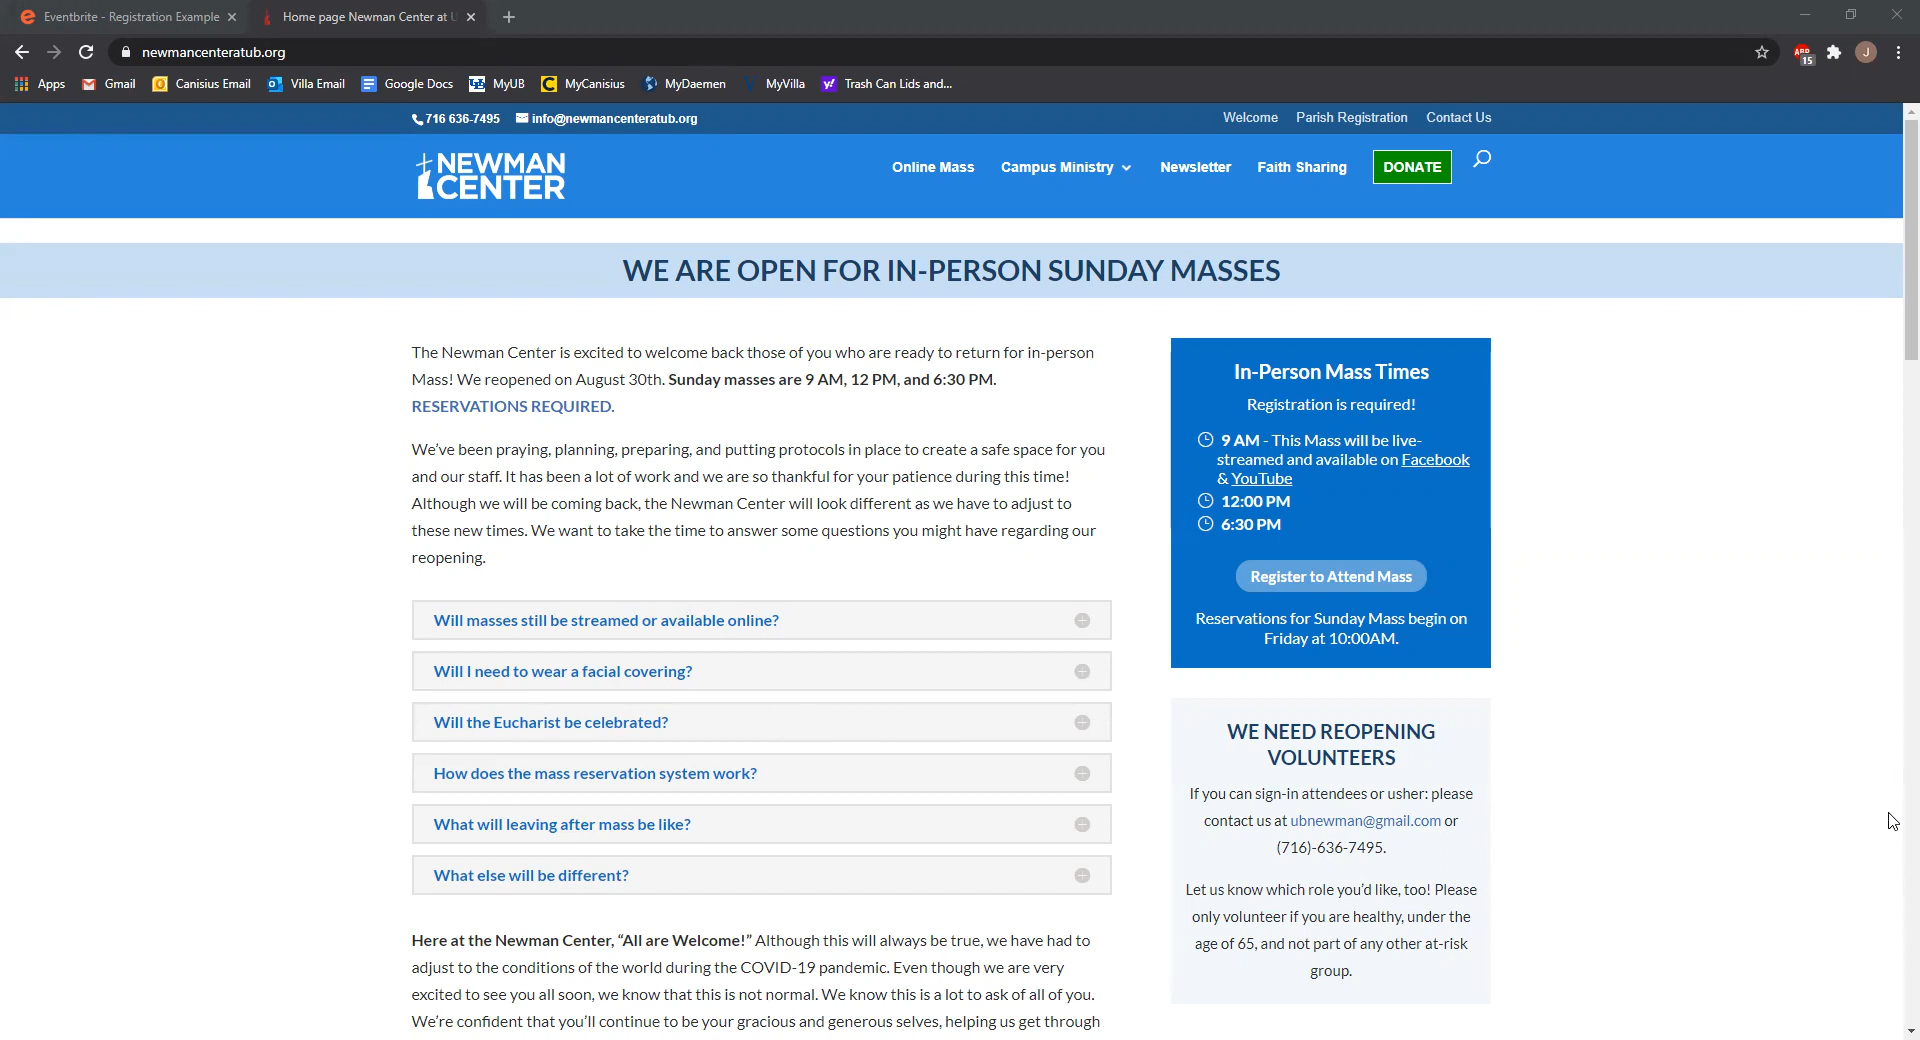 Eventbrite - Registration Example
Home page Newman Center at U
newmancenteratub.org
ABP
15
J
Apps
Gmail
Canisius Email
Villa Email
Google Docs
MyUB
MyCanisius
MyDaemen
MyVilla
Trash Can Lids and...
716 636-7495
info@newmancenteratub.org
Welcome
Parish Registration
Contact Us
NEWMAN
CENTER
Online Mass
Campus Ministry
Newsletter
Faith Sharing
DONATE
WE ARE OPEN FOR IN-PERSON SUNDAY MASSES
The Newman Center is excited to welcome back those of you who are ready to return for in-person
Mass! We reopened on August 30th. Sunday masses are 9 AM, 12 PM, and 6:30 PM.
RESERVATIONS REQUIRED.
We’ve been praying, planning, preparing, and putting protocols in place to create a safe space for you
and our staff. It has been a lot of work and we are so thankful for your patience during this time!
Although we will be coming back, the Newman Center will look different as we have to adjust to
these new times. We want to take the time to answer some questions you might have regarding our
reopening.
Will masses still be streamed or available online?
Will I need to wear a facial covering?
Will the Eucharist be celebrated?
How does the mass reservation system work?
What will leaving after mass be like?
What else will be different?
Here at the Newman Center, “All are Welcome!” Although this will always be true, we have had to
adjust to the conditions of the world during the COVID-19 pandemic. Even though we are very
excited to see you all soon, we know that this is not normal. We know this is a lot to ask of all of you.
We’re confident that you’ll continue to be your gracious and generous selves, helping us get through
In-Person Mass Times
Registration is required!
9 AM - This Mass will be live-
streamed and available on Facebook
& YouTube
12:00 PM
6:30 PM
Register to Attend Mass
Reservations for Sunday Mass begin on
Friday at 10:00AM.
WE NEED REOPENING
VOLUNTEERS
If you can sign-in attendees or usher: please
contact us at ubnewman@gmail.com or
(716)-636-7495.
Let us know which role you’d like, too! Please
only volunteer if you are healthy, under the
age of 65, and not part of any other at-risk
group.